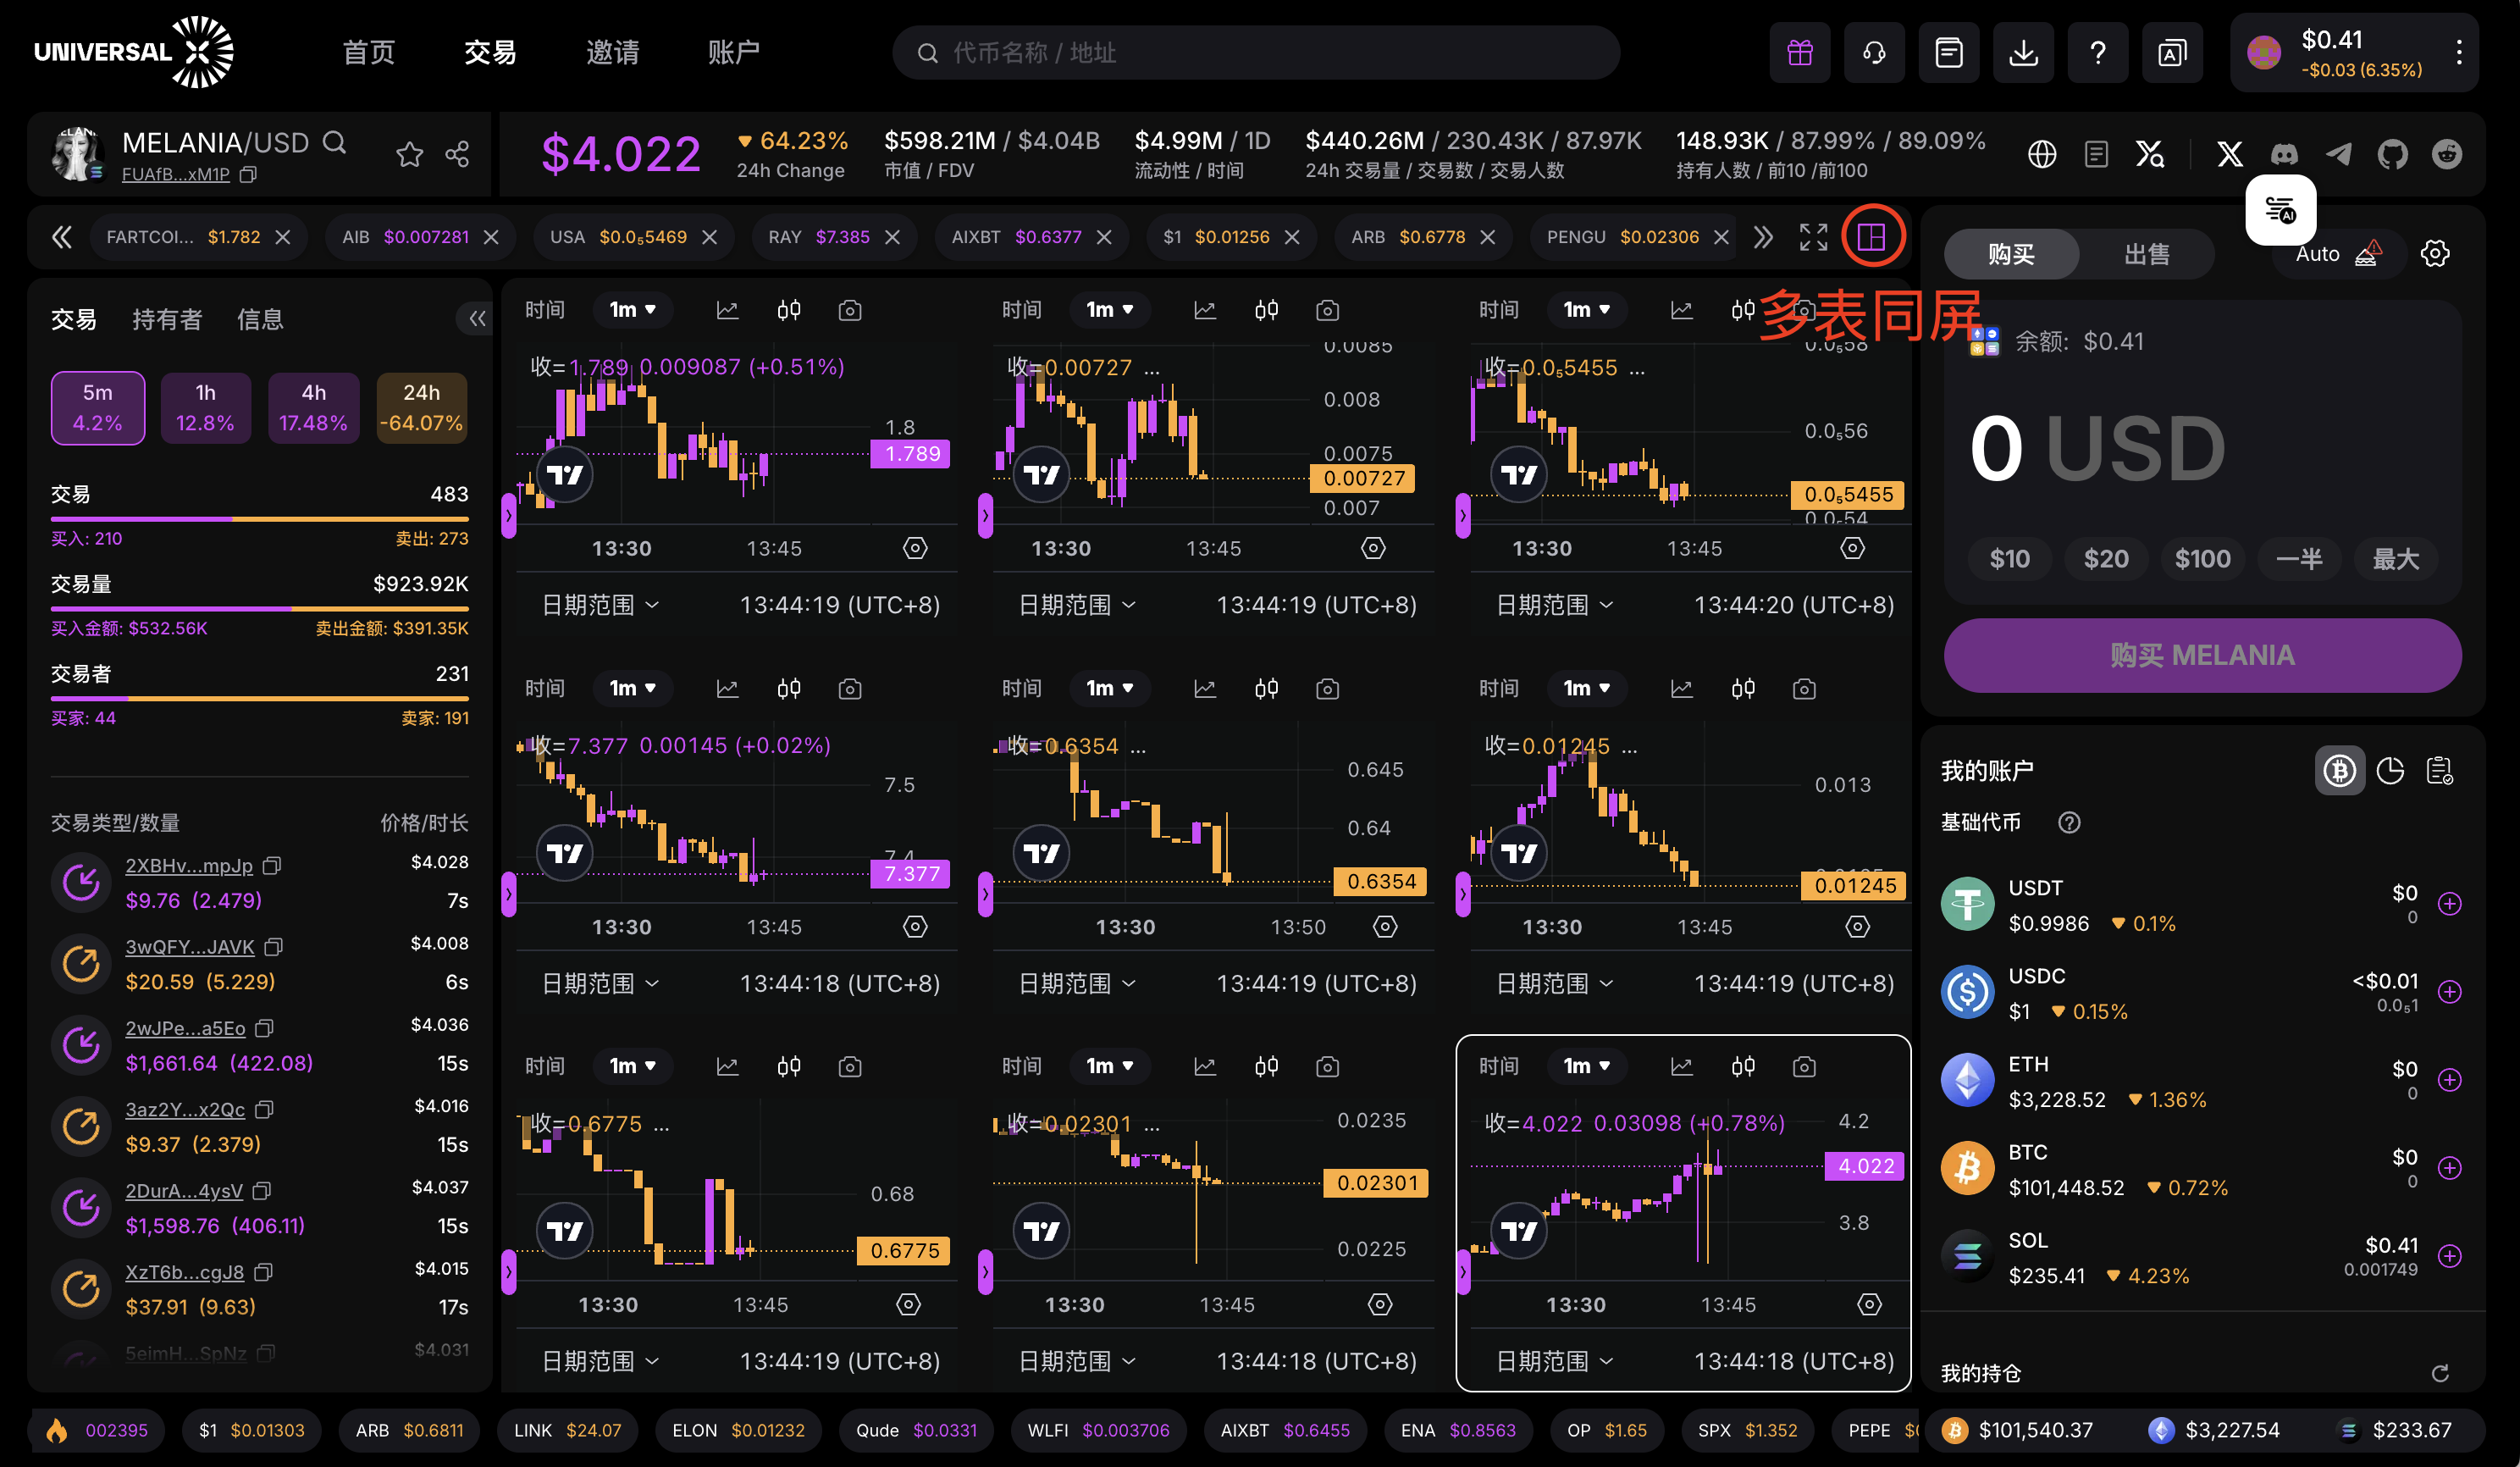 UNIVERSAL X
首页
交易
邀请
账户
代币名称 / 地址
$0.41
-$0.03 (6.35%)
MELANIA/USD
FUAfB...xM1P
$4.022
▼ 64.23%
24h Change
$598.21M / $4.04B
市值 / FDV
$4.99M / 1D
流动性 / 时间
$440.26M / 230.43K / 87.97K
24h 交易量 / 交易数 / 交易人数
148.93K / 87.99% / 89.09%
持有人数 / 前10 /前100
FARTCOI... $1.782
AIB $0.007281
USA $0.0₅5469
RAY $7.385
AIXBT $0.6377
$1 $0.01256
ARB $0.6778
PENGU $0.02306
多表同屏
交易
持有者
信息
5m
4.2%
1h
12.8%
4h
17.48%
24h
-64.07%
交易 483
买入: 210 卖出: 273
交易量 $923.92K
买入金额: $532.56K 卖出金额: $391.35K
交易者 231
买家: 44 卖家: 191
交易类型/数量 价格/时长
2XBHv...mpJp $4.028
$9.76 (2.479) 7s
3wQFY...JAVK $4.008
$20.59 (5.229) 6s
2wJPe...a5Eo $4.036
$1,661.64 (422.08) 15s
3az2Y...x2Qc $4.016
$9.37 (2.379) 15s
2DurA...4ysV $4.037
$1,598.76 (406.11) 15s
XzT6b...cgJ8 $4.015
$37.91 (9.63) 17s
5eimH...SpNz $4.031
时间 1m ▼
收=1.789 0.009087 (+0.51%)
1.8
1.789
13:30 13:45
日期范围 13:44:19 (UTC+8)
时间 1m ▼
收=0.00727 ...
0.0085
0.008
0.0075
0.00727
0.007
13:30 13:45
日期范围 13:44:19 (UTC+8)
时间 1m ▼
收=0.0₅5455 ...
0.0₅58
0.0₅56
0.0₅5455
0.0₅54
13:30 13:45
日期范围 13:44:20 (UTC+8)
时间 1m ▼
收=7.377 0.00145 (+0.02%)
7.5
7.4
7.377
13:30 13:45
日期范围 13:44:18 (UTC+8)
时间 1m ▼
收=0.6354 ...
0.645
0.64
0.6354
13:30 13:50
日期范围 13:44:19 (UTC+8)
时间 1m ▼
收=0.01245 ...
0.013
0.01245
13:30 13:45
日期范围 13:44:19 (UTC+8)
时间 1m ▼
收=0.6775 ...
0.68
0.6775
13:30 13:45
日期范围 13:44:19 (UTC+8)
时间 1m ▼
收=0.02301 ...
0.0235
0.02301
0.0225
13:30 13:45
日期范围 13:44:18 (UTC+8)
时间 1m ▼
收=4.022 0.03098 (+0.78%)
4.2
4.022
3.8
13:30 13:45
日期范围 13:44:18 (UTC+8)
AI
购买
出售
Auto
余额: $0.41
0 USD
$10
$20
$100
一半
最大
购买 MELANIA
我的账户
基础代币
USDT $0
$0.9986 ▼ 0.1% 0
USDC <$0.01
$1 ▼ 0.15% 0.0₅1
ETH $0
$3,228.52 ▼ 1.36% 0
BTC $0
$101,448.52 ▼ 0.72% 0
SOL $0.41
$235.41 ▼ 4.23% 0.001749
我的持仓
002395
$1 $0.01303
ARB $0.6811
LINK $24.07
ELON $0.01232
Qude $0.0331
WLFI $0.003706
AIXBT $0.6455
ENA $0.8563
OP $1.65
SPX $1.352
PEPE
$101,540.37
$3,227.54
$233.67